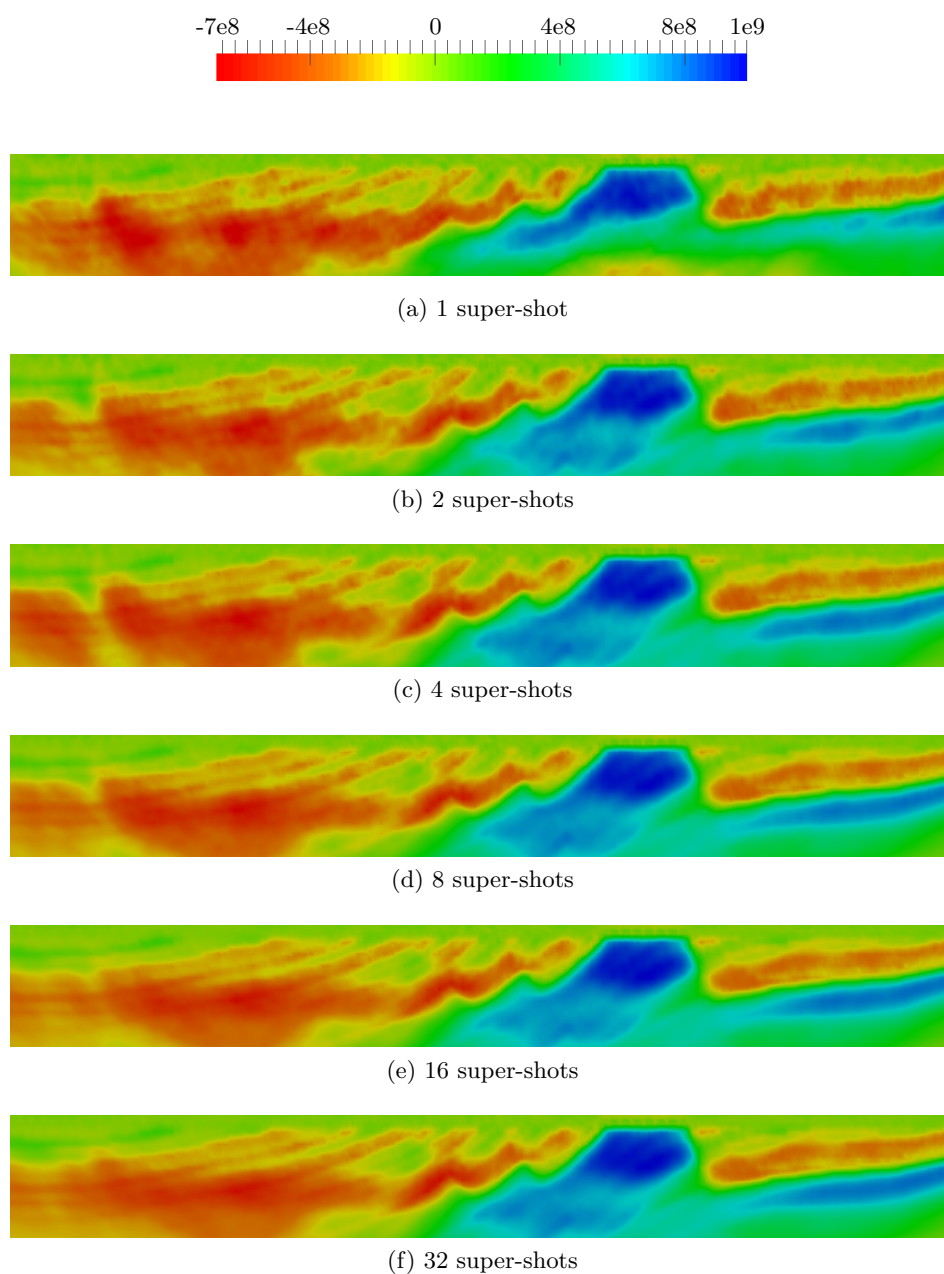 -7e8 -4e8 0 4e8 8e8 1e9
(a) 1 super-shot
(b) 2 super-shots
(c) 4 super-shots
(d) 8 super-shots
(e) 16 super-shots
(f) 32 super-shots